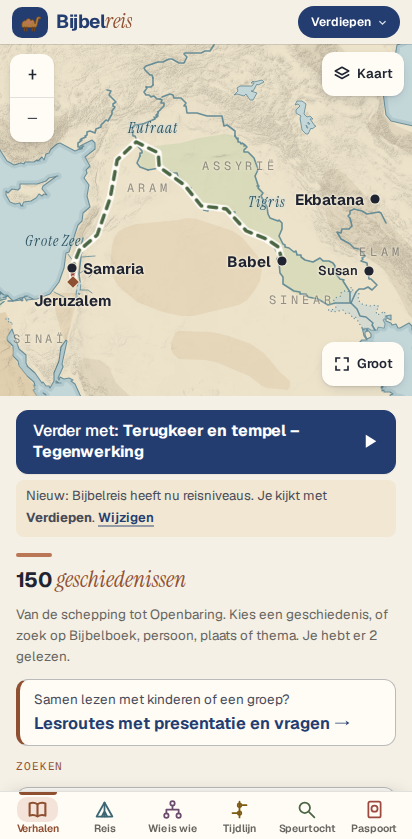 Bijbelreis
Verdiepen
+
−
Kaart
Eufraat
ASSYRIË
ARAM
Tigris
Ekbatana
Grote Zee
ELAM
Babel
Samaria
Susan
SINEAR
Jeruzalem
SINAÏ
Groot
Verder met: Terugkeer en tempel –
Tegenwerking
Nieuw: Bijbelreis heeft nu reisniveaus. Je kijkt met
Verdiepen. Wijzigen
150 geschiedenissen
Van de schepping tot Openbaring. Kies een geschiedenis, of
zoek op Bijbelboek, persoon, plaats of thema. Je hebt er 2
gelezen.
Samen lezen met kinderen of een groep?
Lesroutes met presentatie en vragen →
ZOEKEN
Verhalen
Reis
Wie is wie
Tijdlijn
Speurtocht
Paspoort